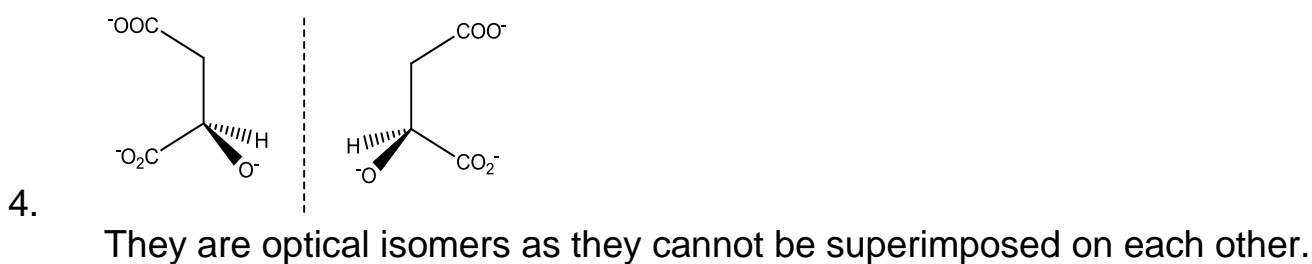 ⁻OOC COO⁻
H H
⁻O₂C O⁻ ⁻O CO₂⁻
4.
They are optical isomers as they cannot be superimposed on each other.